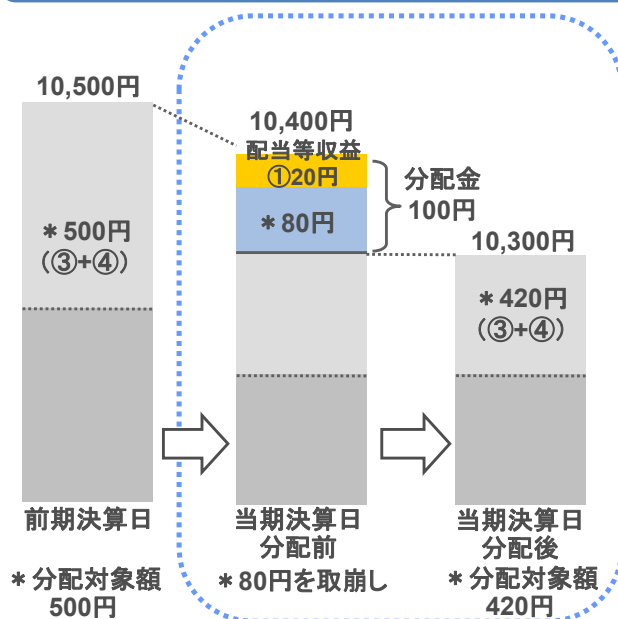 10,500円
＊500円
（③+④）
前期決算日
＊分配対象額
500円
10,400円
配当等収益
①20円
＊80円
分配金
100円
当期決算日
分配前
＊80円を取崩し
10,300円
＊420円
（③+④）
当期決算日
分配後
＊分配対象額
420円